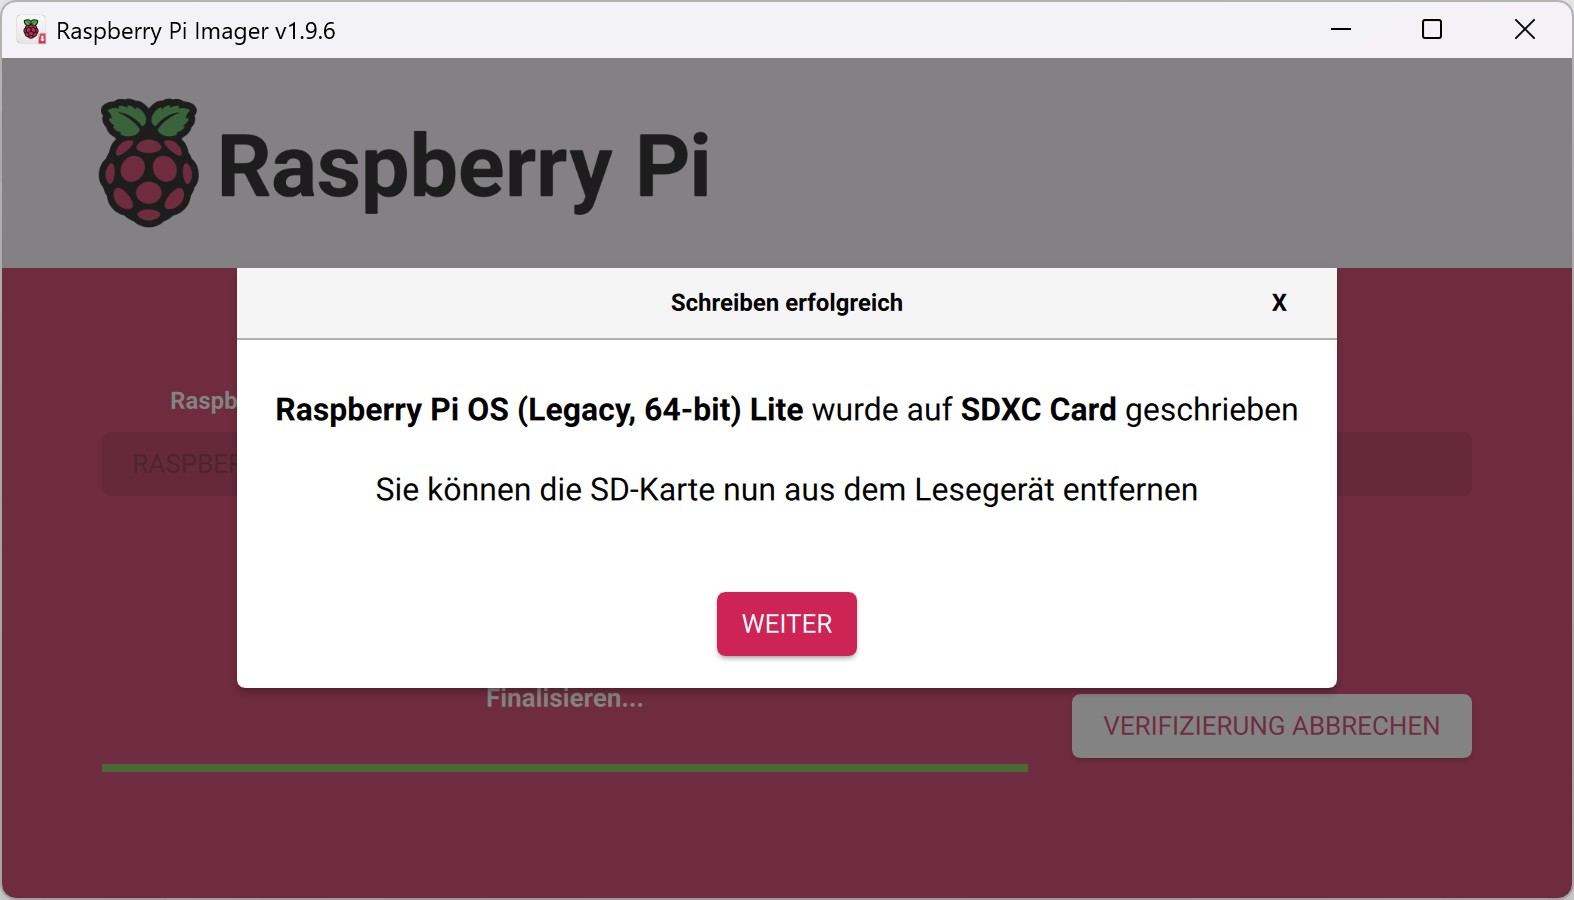 Raspberry Pi Imager v1.9.6
Raspberry Pi
Schreiben erfolgreich X
Raspb
Raspberry Pi OS (Legacy, 64-bit) Lite wurde auf SDXC Card geschrieben
RASPBER
Sie können die SD-Karte nun aus dem Lesegerät entfernen
WEITER
Finalisieren...
VERIFIZIERUNG ABBRECHEN